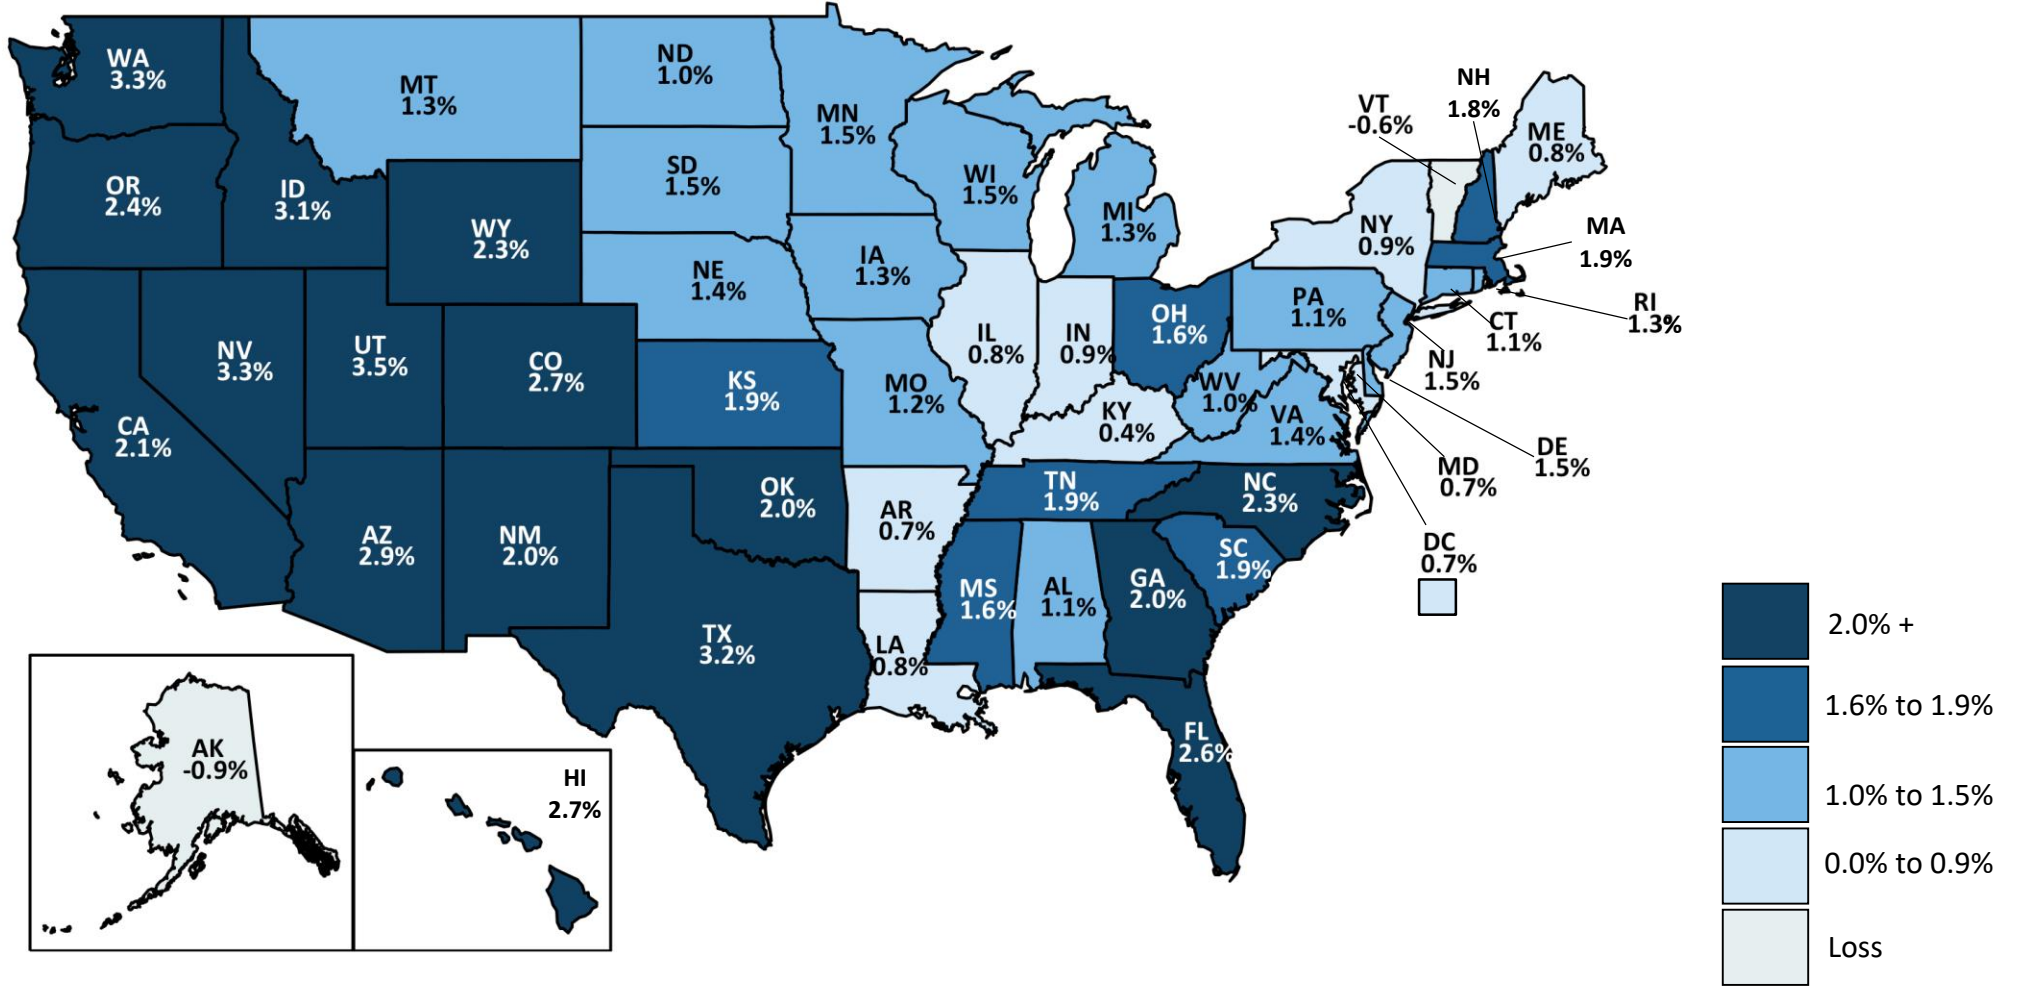 WA
3.3%
MT
1.3%
ND
1.0%
MN
1.5%
OR
2.4%
ID
3.1%
WY
2.3%
SD
1.5%
WI
1.5%
MI
1.3%
VT
-0.6%
NH
1.8%
ME
0.8%
NY
0.9%
MA
1.9%
RI
1.3%
CT
1.1%
NJ
1.5%
NV
3.3%
UT
3.5%
CO
2.7%
NE
1.4%
IA
1.3%
IL
0.8%
IN
0.9%
OH
1.6%
PA
1.1%
CA
2.1%
KS
1.9%
MO
1.2%
KY
0.4%
WV
1.0%
VA
1.4%
DE
1.5%
MD
0.7%
DC
0.7%
AZ
2.9%
NM
2.0%
OK
2.0%
AR
0.7%
TN
1.9%
NC
2.3%
SC
1.9%
MS
1.6%
AL
1.1%
GA
2.0%
TX
3.2%
LA
0.8%
FL
2.6%
AK
-0.9%
HI
2.7%
2.0% +
1.6% to 1.9%
1.0% to 1.5%
0.0% to 0.9%
Loss